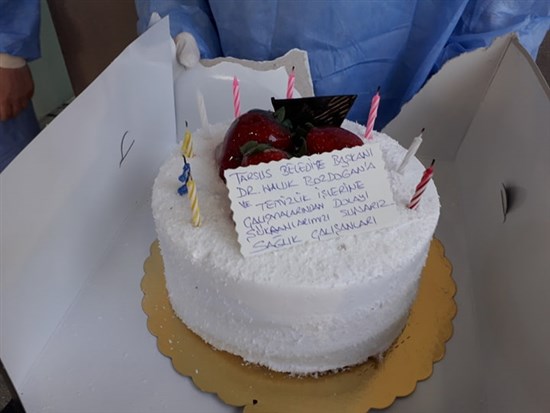 TARSUS BELEDİYE BAŞKANI
DR. HALUK BOZDOĞAN'A
VE TEMİZLİK İŞLERİNE
ÇALIŞMALARINDAN DOLAYI
ŞÜKRANLARIMIZI SUNARIZ.
SAĞLIK ÇALIŞANLARI